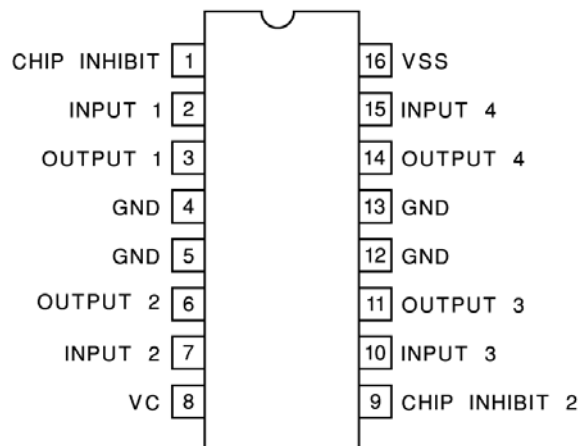 CHIP INHIBIT 1 16 VSS
INPUT 1 2 15 INPUT 4
OUTPUT 1 3 14 OUTPUT 4
GND 4 13 GND
GND 5 12 GND
OUTPUT 2 6 11 OUTPUT 3
INPUT 2 7 10 INPUT 3
VC 8 9 CHIP INHIBIT 2